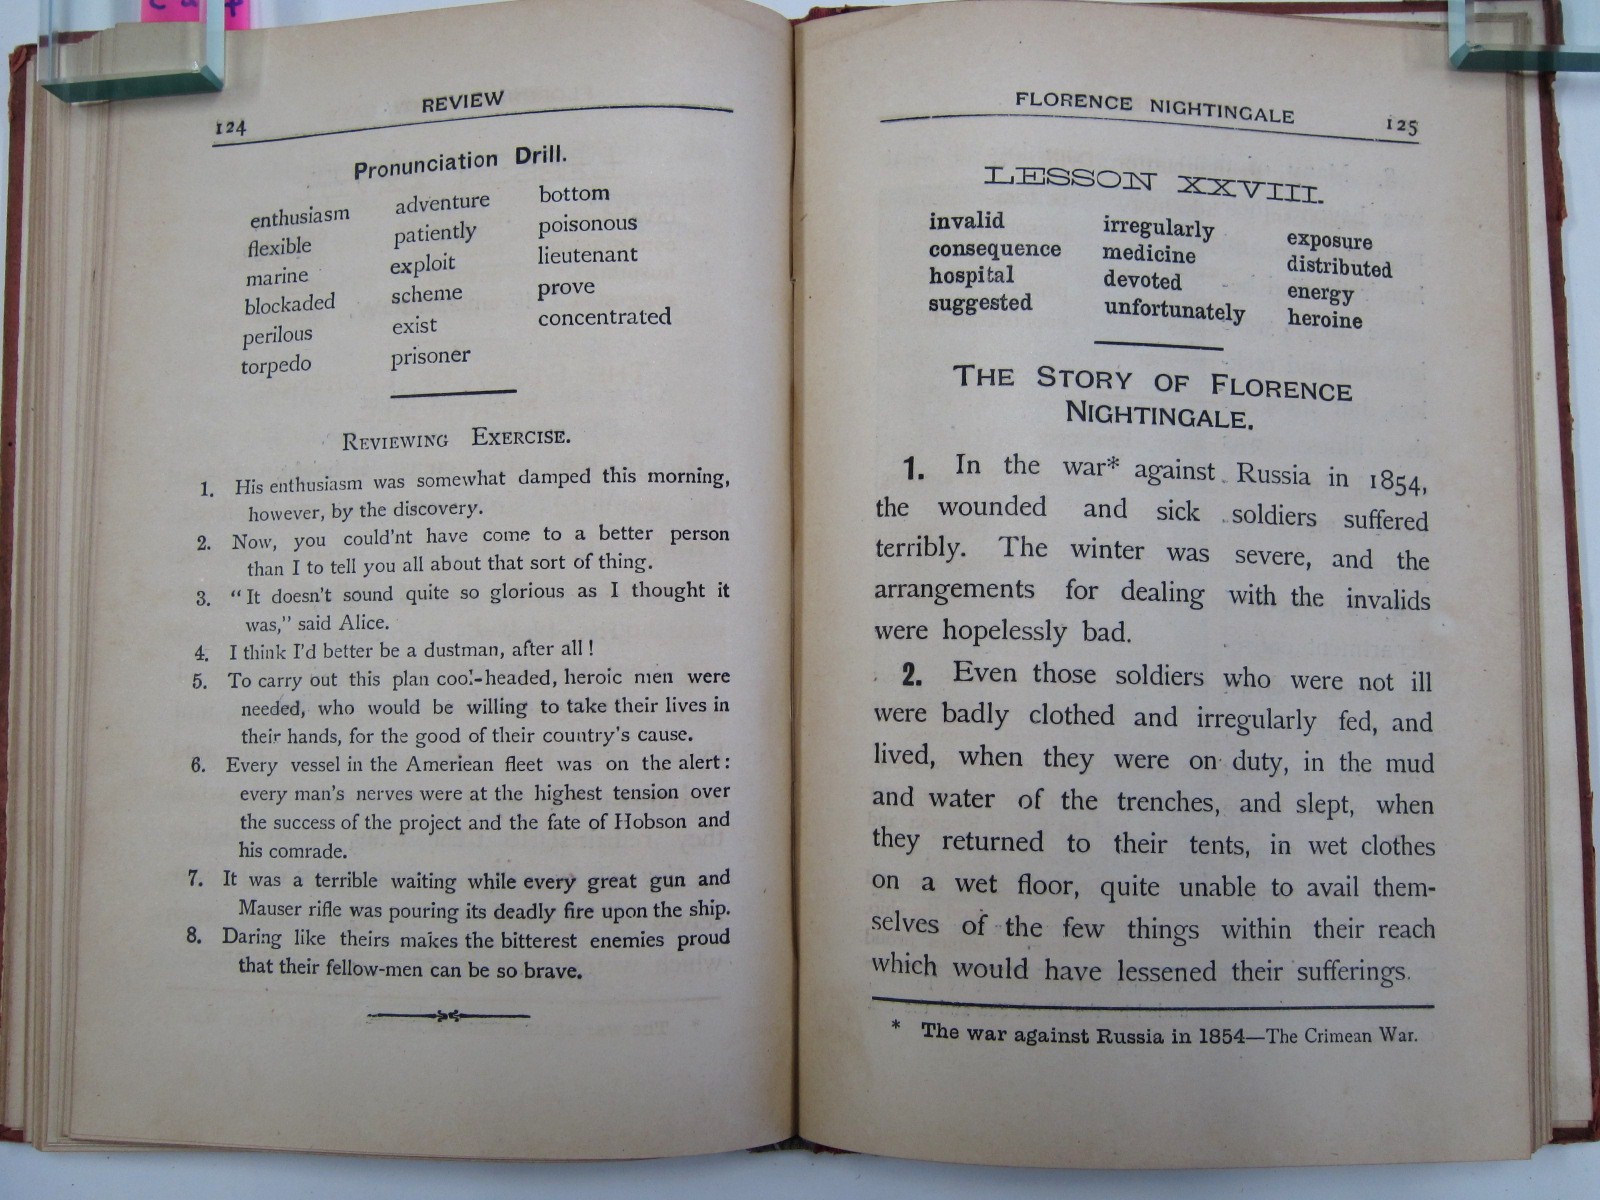 124
REVIEW
Pronunciation Drill.
enthusiasm adventure bottom
flexible patiently poisonous
marine exploit lieutenant
blockaded scheme prove
perilous exist concentrated
torpedo prisoner
REVIEWING EXERCISE.
1. His enthusiasm was somewhat damped this morning,
however, by the discovery.
2. Now, you could'nt have come to a better person
than I to tell you all about that sort of thing.
3. "It doesn't sound quite so glorious as I thought it
was," said Alice.
4. I think I'd better be a dustman, after all!
5. To carry out this plan cool-headed, heroic men were
needed, who would be willing to take their lives in
their hands, for the good of their country's cause.
6. Every vessel in the Ameriean fleet was on the alert:
every man's nerves were at the highest tension over
the success of the project and the fate of Hobson and
his comrade.
7. It was a terrible waiting while every great gun and
Mauser rifle was pouring its deadly fire upon the ship.
8. Daring like theirs makes the bitterest enemies proud
that their fellow-men can be so brave.
FLORENCE NIGHTINGALE
125
LESSON XXVIII.
invalid irregularly exposure
consequence medicine distributed
hospital devoted energy
suggested unfortunately heroine
THE STORY OF FLORENCE
NIGHTINGALE.
1. In the war* against Russia in 1854,
the wounded and sick soldiers suffered
terribly. The winter was severe, and the
arrangements for dealing with the invalids
were hopelessly bad.
2. Even those soldiers who were not ill
were badly clothed and irregularly fed, and
lived, when they were on duty, in the mud
and water of the trenches, and slept, when
they returned to their tents, in wet clothes
on a wet floor, quite unable to avail them-
selves of the few things within their reach
which would have lessened their sufferings.
* The war against Russia in 1854—The Crimean War.